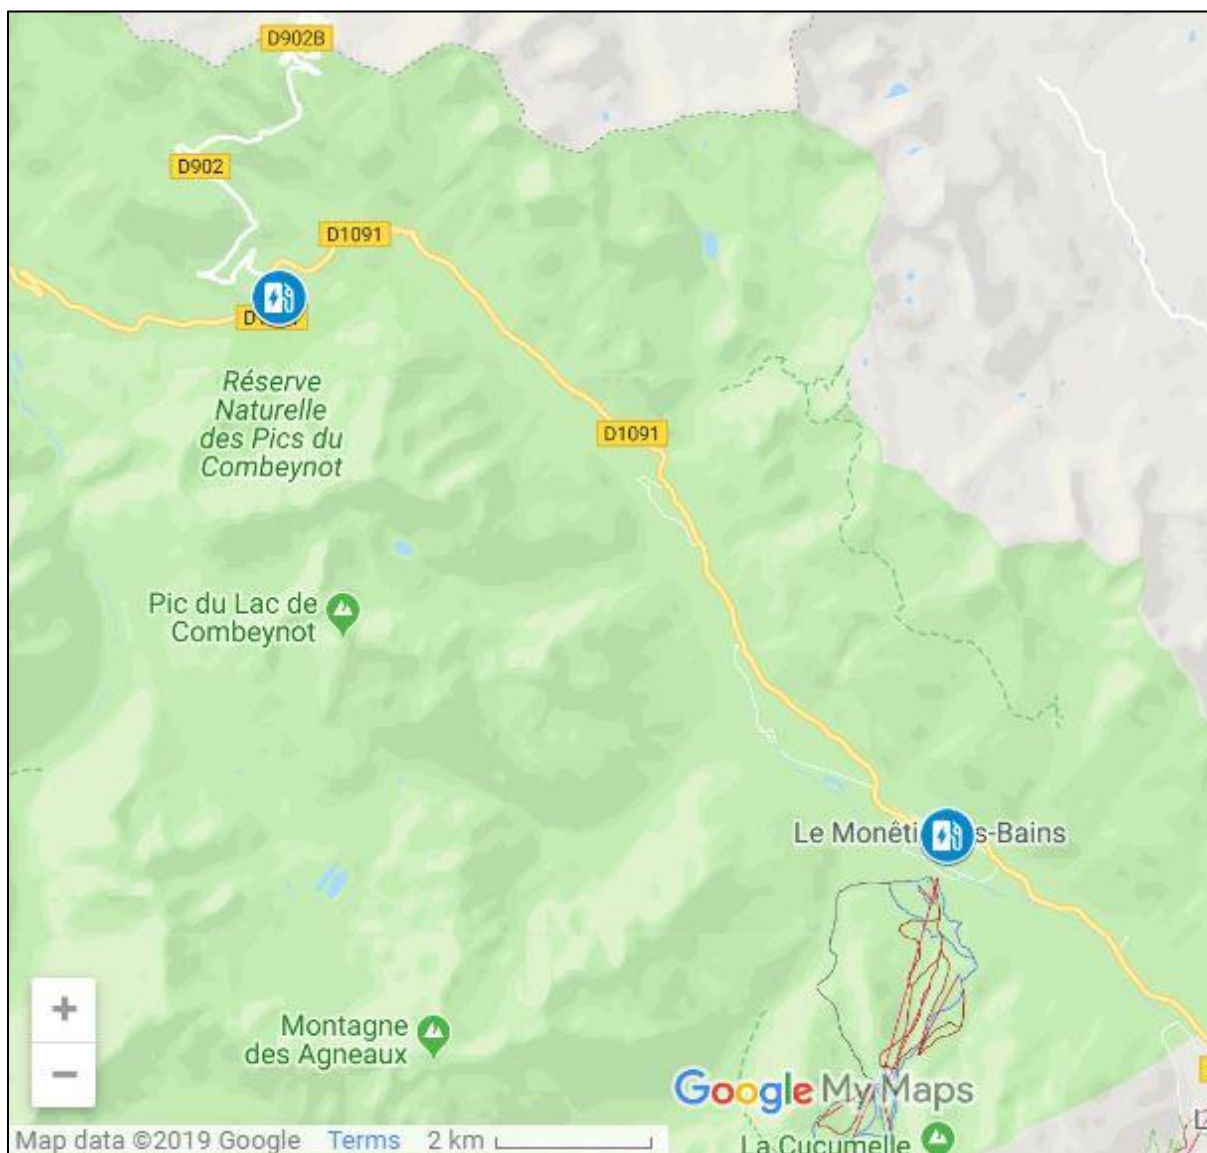 D902B
D902
D1091
Réserve
Naturelle
des Pics du
Combeynot
D1091
Pic du Lac de
Combeynot
Le Monêti s-Bains
Montagne
des Agneaux
+
−
Google My Maps
La Cucumelle
Map data ©2019 Google Terms 2 km